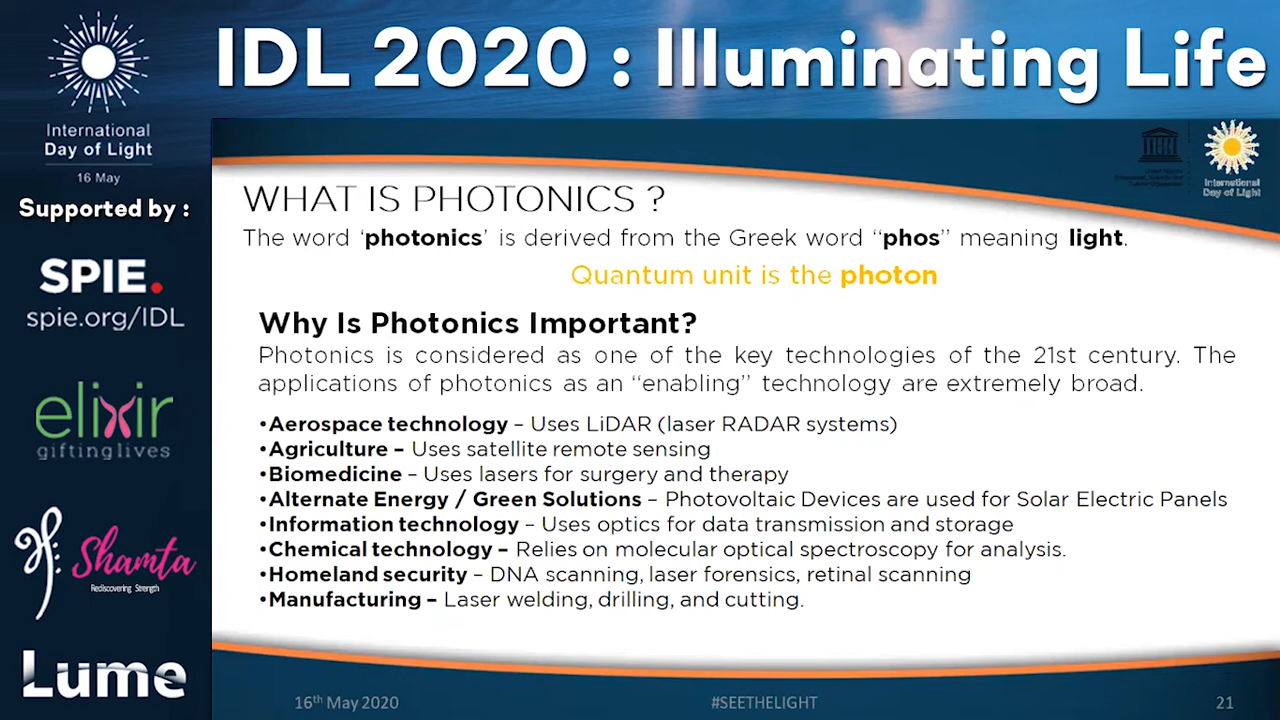 IDL 2020 : Illuminating Life
International
Day of Light
16 May
Supported by :
SPIE.
spie.org/IDL
elixir
giftinglives
Shamta
Rediscovering Strength
Lume
International
Day of Light
WHAT IS PHOTONICS ?
The word ‘photonics’ is derived from the Greek word “phos” meaning light.
Quantum unit is the photon
Why Is Photonics Important?
Photonics is considered as one of the key technologies of the 21st century. The
applications of photonics as an “enabling” technology are extremely broad.
•Aerospace technology – Uses LiDAR (laser RADAR systems)
•Agriculture – Uses satellite remote sensing
•Biomedicine – Uses lasers for surgery and therapy
•Alternate Energy / Green Solutions – Photovoltaic Devices are used for Solar Electric Panels
•Information technology – Uses optics for data transmission and storage
•Chemical technology – Relies on molecular optical spectroscopy for analysis.
•Homeland security – DNA scanning, laser forensics, retinal scanning
•Manufacturing – Laser welding, drilling, and cutting.
16th May 2020
#SEETHELIGHT
21